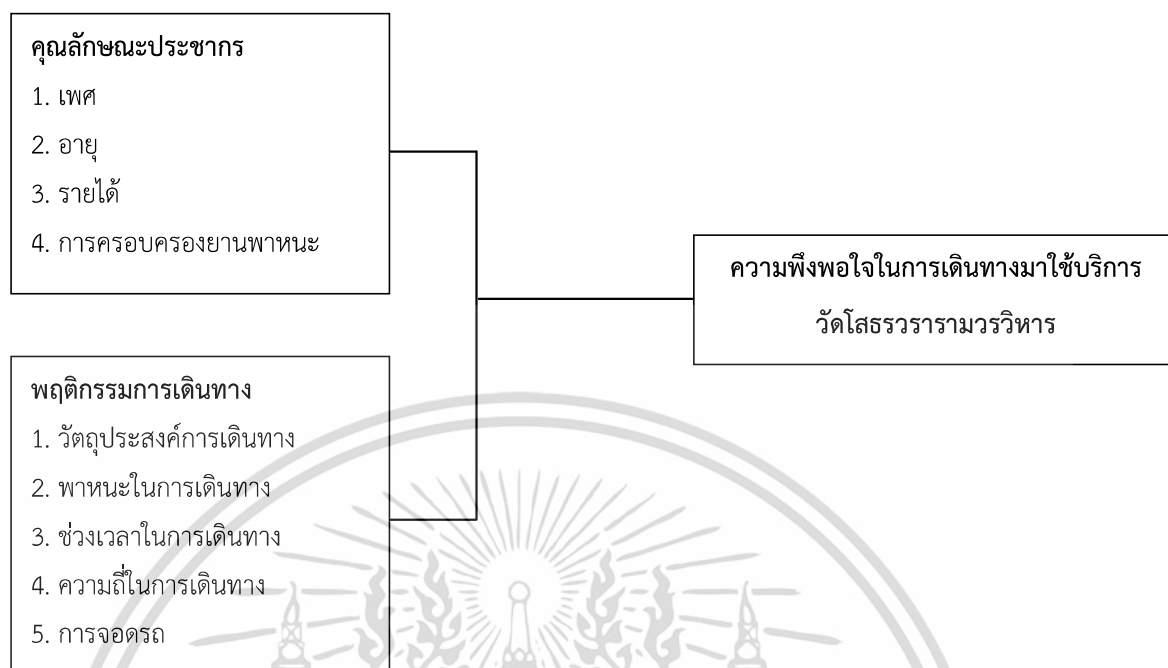 คุณลักษณะประชากร
1. เพศ
2. อายุ
3. รายได้
4. การครอบครองยานพาหนะ
ความพึงพอใจในการเดินทางมาใช้บริการ
วัดโสธรวรารามวรวิหาร
พฤติกรรมการเดินทาง
1. วัตถุประสงค์การเดินทาง
2. พาหนะในการเดินทาง
3. ช่วงเวลาในการเดินทาง
4. ความถี่ในการเดินทาง
5. การจอดรถ